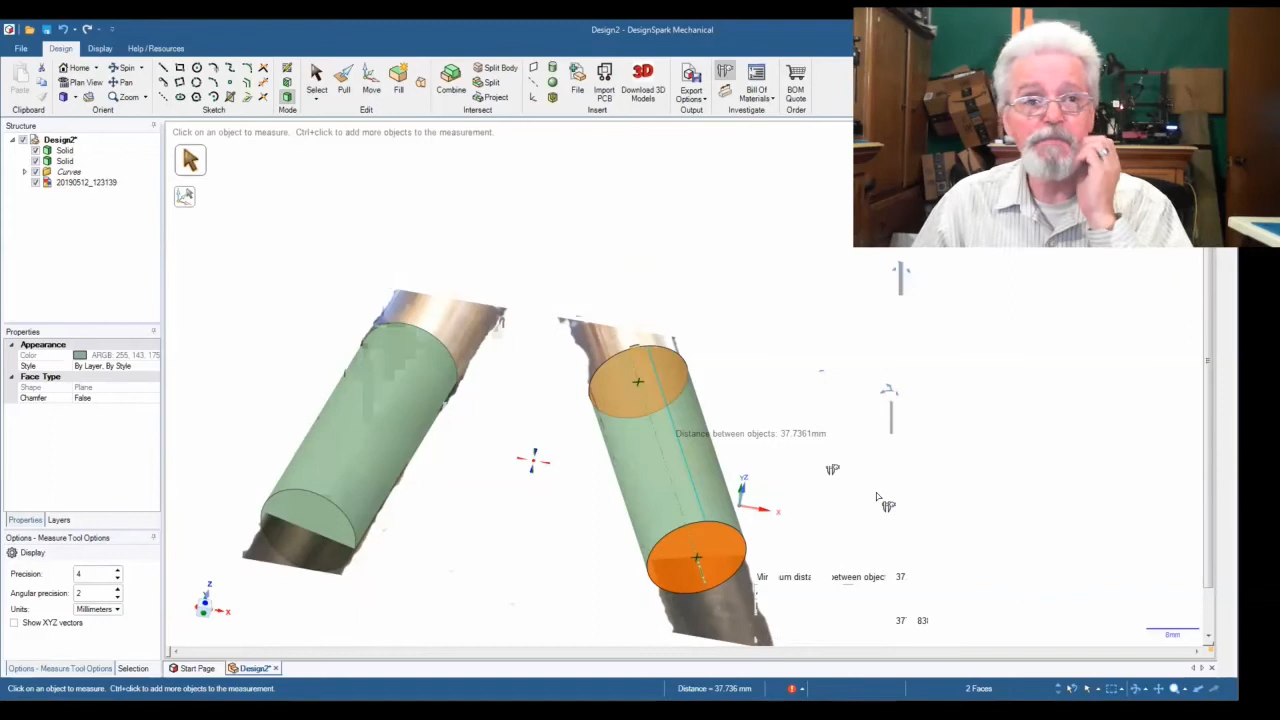 Design2 - DesignSpark Mechanical
File Design Display Help / Resources
Paste
Home Spin
Plan View Pan
Zoom
Select Pull Move Fill
Combine
Split Body
Split
Project
File Import PCB Download 3D Models
Export Options
Bill Of Materials
BOM Quote
Clipboard Orient Sketch Mode Edit Intersect Insert Output Investigate Order
Structure
Design2*
Solid
Solid
Curves
20190512_123139
Click on an object to measure. Ctrl+click to add more objects to the measurement.
Properties
Appearance
Color ARGB: 255, 143, 175
Style By Layer, By Style
Face Type
Shape Plane
Chamfer False
Properties Layers
Options - Measure Tool Options
Display
Precision: 4
Angular precision: 2
Units: Millimeters
Show XYZ vectors
Distance between objects: 37.7361mm
YZ
X
Z
X
8mm
Options - Measure Tool Options Selection
Start Page Design2*
Click on an object to measure. Ctrl+click to add more objects to the measurement.
Distance = 37.736 mm
2 Faces